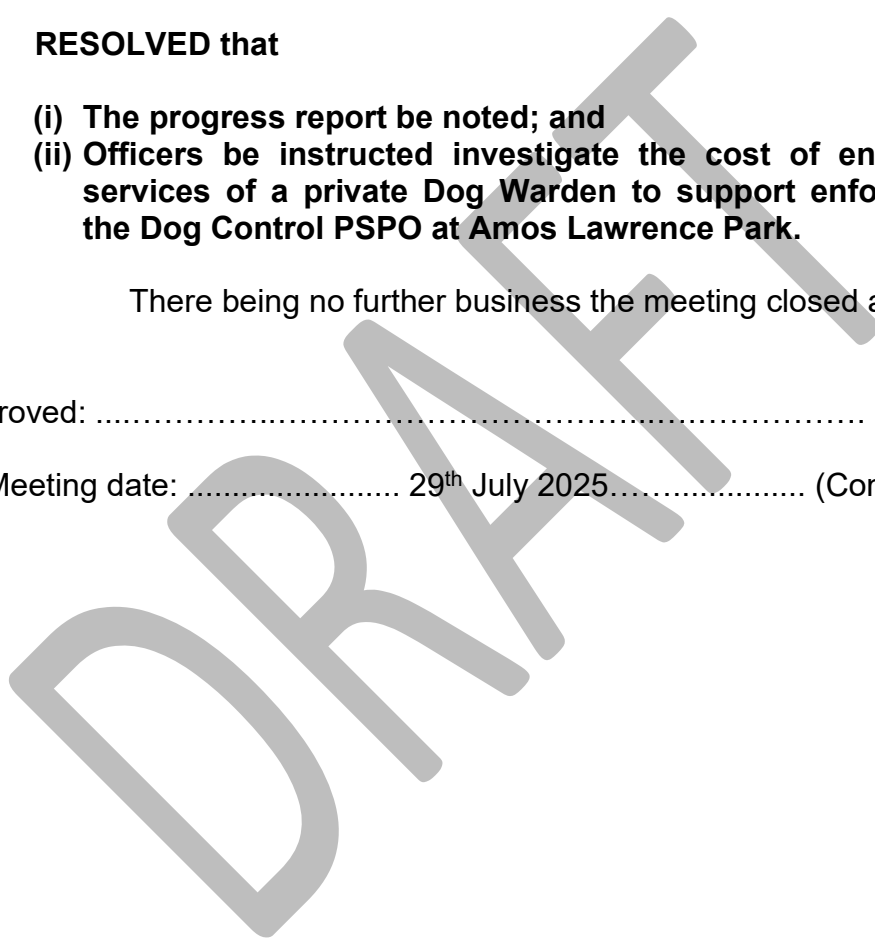 RESOLVED that
(i) The progress report be noted; and
(ii) Officers be instructed investigate the cost of en
services of a private Dog Warden to support enfo
the Dog Control PSPO at Amos Lawrence Park.
There being no further business the meeting closed a
roved: ....……………..…………………………………..…..………………
Meeting date: ........................ 29th July 2025…….............. (Con
DRAFT